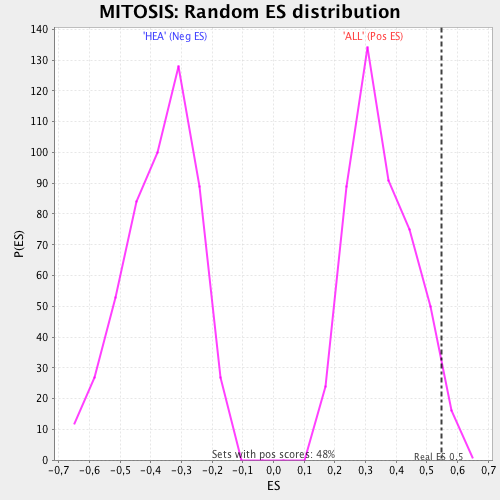 MITOSIS: Random ES distribution
'HEA' (Neg ES) 'ALL' (Pos ES)
140
130
120
110
100
90
80
70
60
50
40
30
20
10
0
P(ES)
Sets with pos scores: 48%
Real ES 0,5
-0,7 -0,6 -0,5 -0,4 -0,3 -0,2 -0,1 0,0 0,1 0,2 0,3 0,4 0,5 0,6 0,7
ES